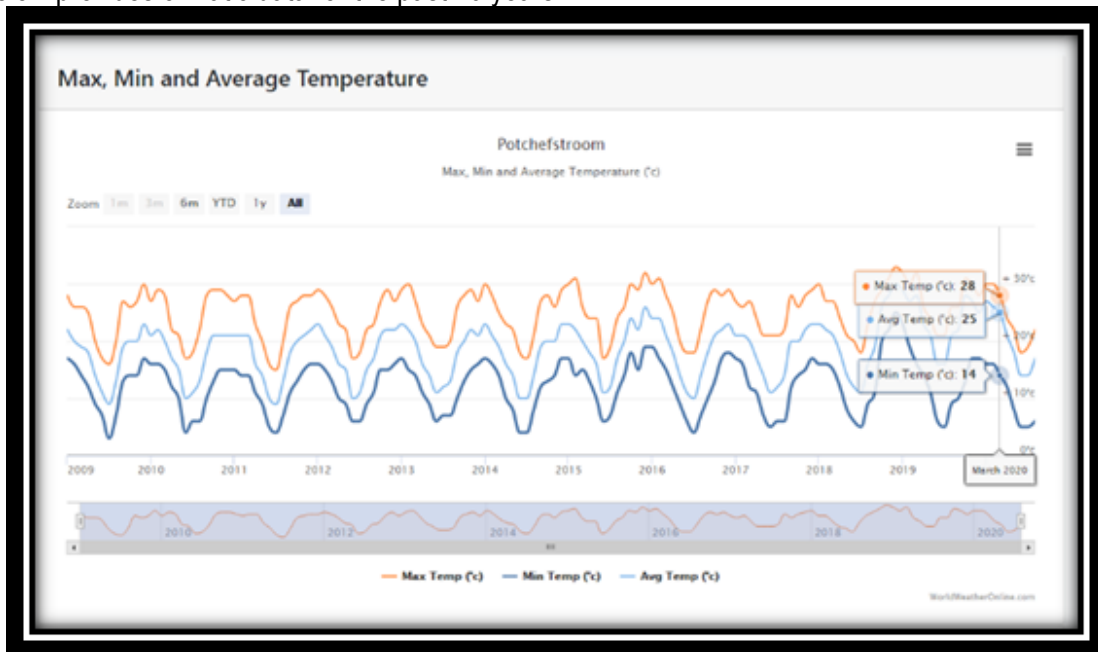 Max, Min and Average Temperature
Potchefstroom
Max, Min and Average Temperature (°c)
Zoom 1m 3m 6m YTD 1y All
50°c
Max Temp (°c): 28
Avg Temp (°c): 25
20°c
Min Temp (°c): 14
10°c
0°c
2009 2010 2011 2012 2013 2014 2015 2016 2017 2018 2019 March 2020
2010 2012 2014 2016 2018 2020
Max Temp (°c) Min Temp (°c) Avg Temp (°c)
WorldWeatherOnline.com